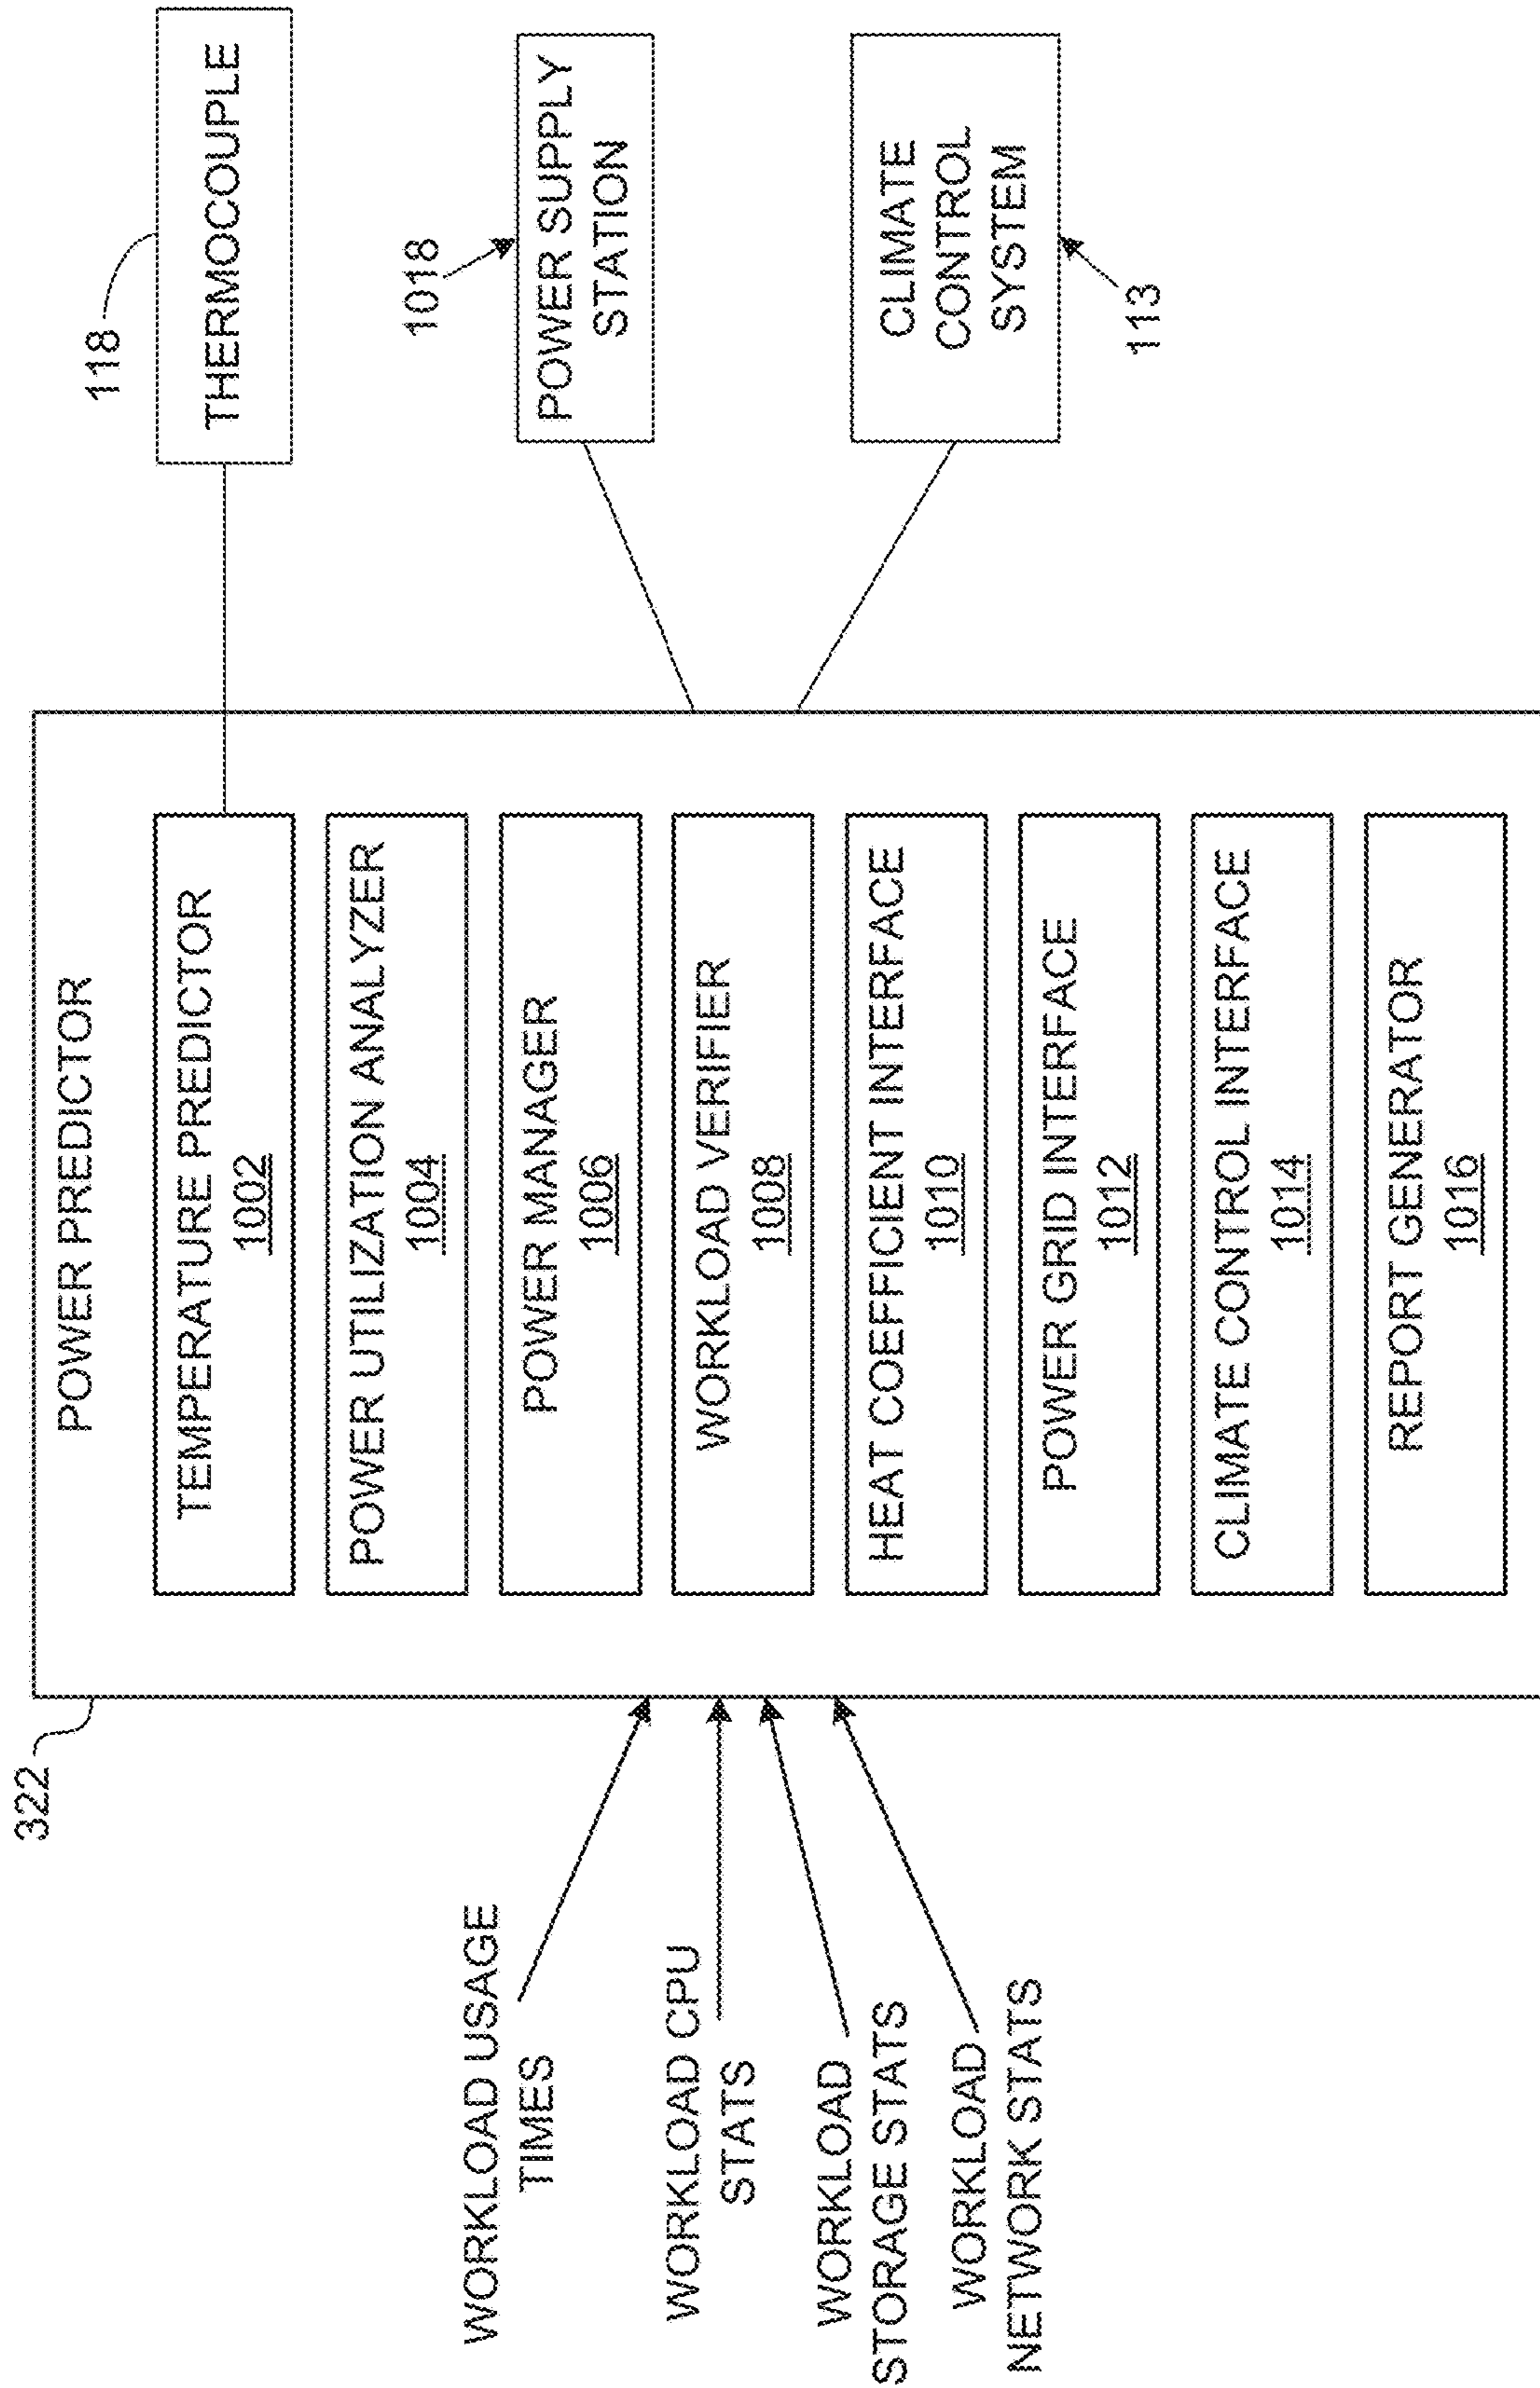 322
POWER PREDICTOR
TEMPERATURE PREDICTOR
1002
POWER UTILIZATION ANALYZER
1004
POWER MANAGER
1006
WORKLOAD VERIFIER
1008
HEAT COEFFICIENT INTERFACE
1010
POWER GRID INTERFACE
1012
CLIMATE CONTROL INTERFACE
1014
REPORT GENERATOR
1016
WORKLOAD USAGE
TIMES
WORKLOAD CPU
STATS
WORKLOAD
STORAGE STATS
WORKLOAD
NETWORK STATS
118
THERMOCOUPLE
1018
POWER SUPPLY
STATION
CLIMATE
CONTROL
SYSTEM
113